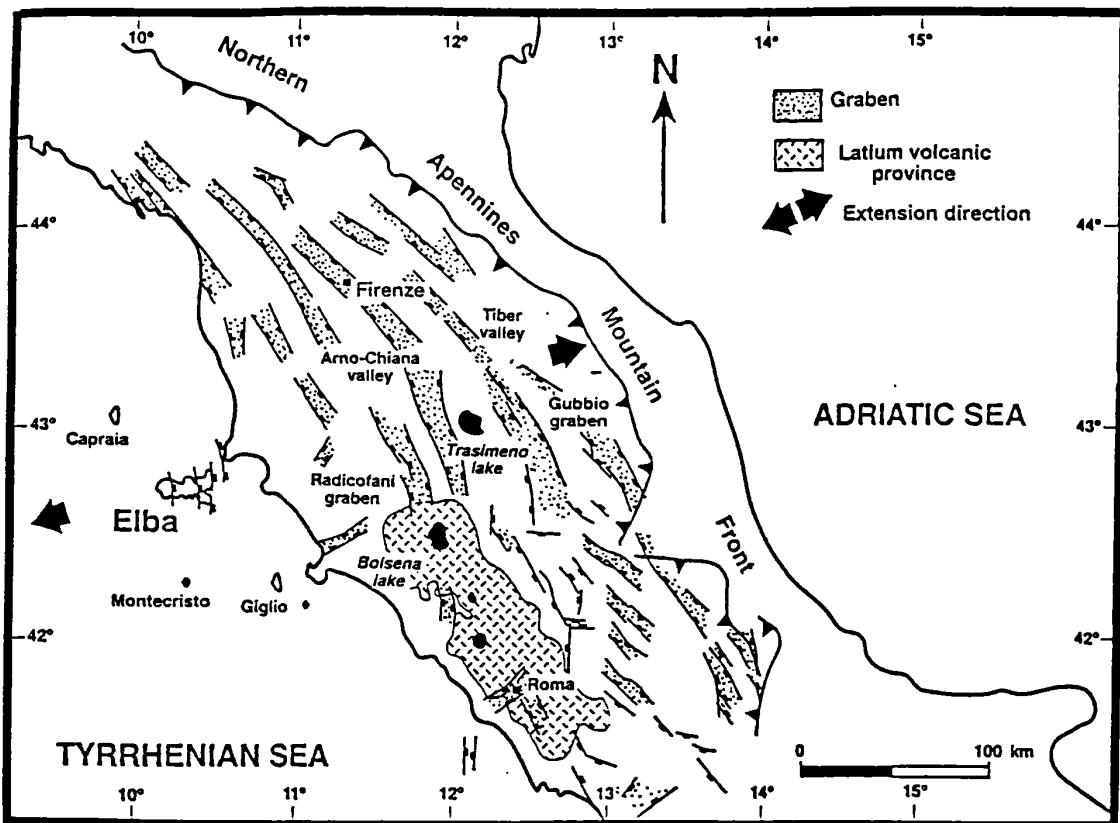 10° 11° 12° 13° 14° 15°
Northern
N
Graben
Latium volcanic
province
Extension direction
Apennines
44° 44°
Firenze
Tiber
valley
Mountain
Arno-Chiana
valley
Gubbio
graben
ADRIATIC SEA
43° 43°
Capraia
Trasimeno
lake
Radicofani
graben
Elba
Front
Bolsena
lake
Montecristo
Giglio
42° 42°
Roma
TYRRHENIAN SEA
0 100 km
10° 11° 12° 13° 14° 15°